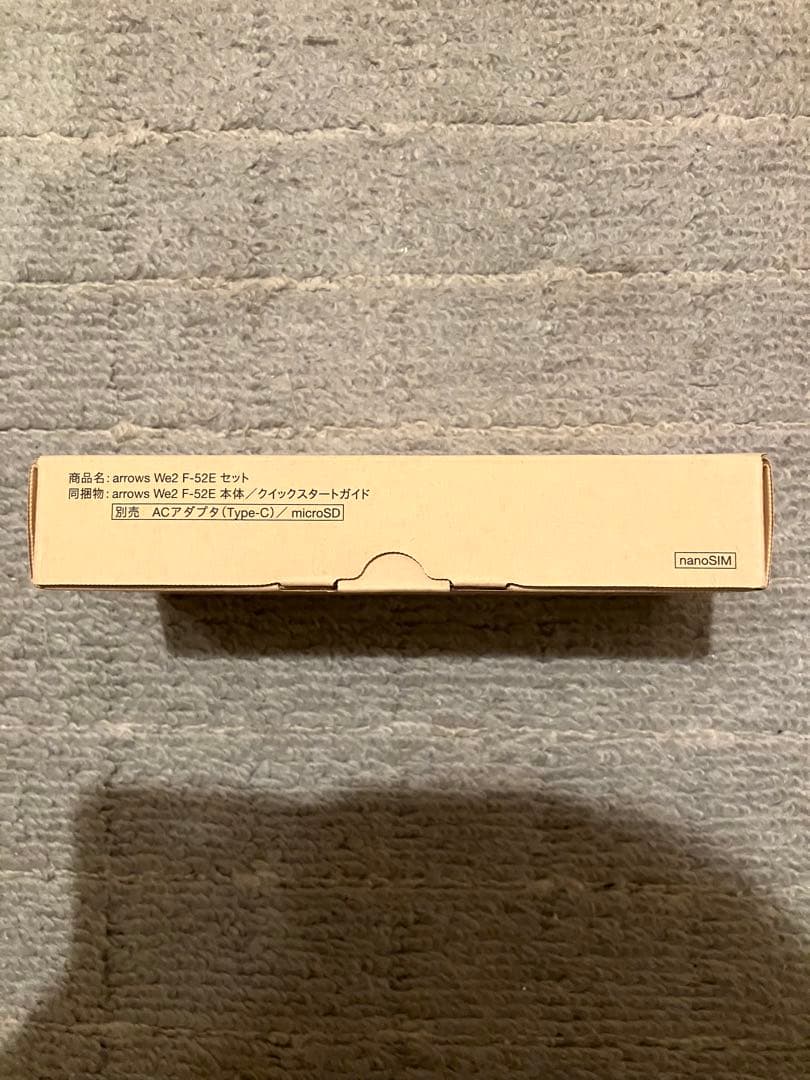 商品名：arrows We2 F-52E セット
同捆物：arrows We2 F-52E 本体／クイックスタートガイド
別売　ACアダプタ（Type-C）／ microSD
nanoSIM